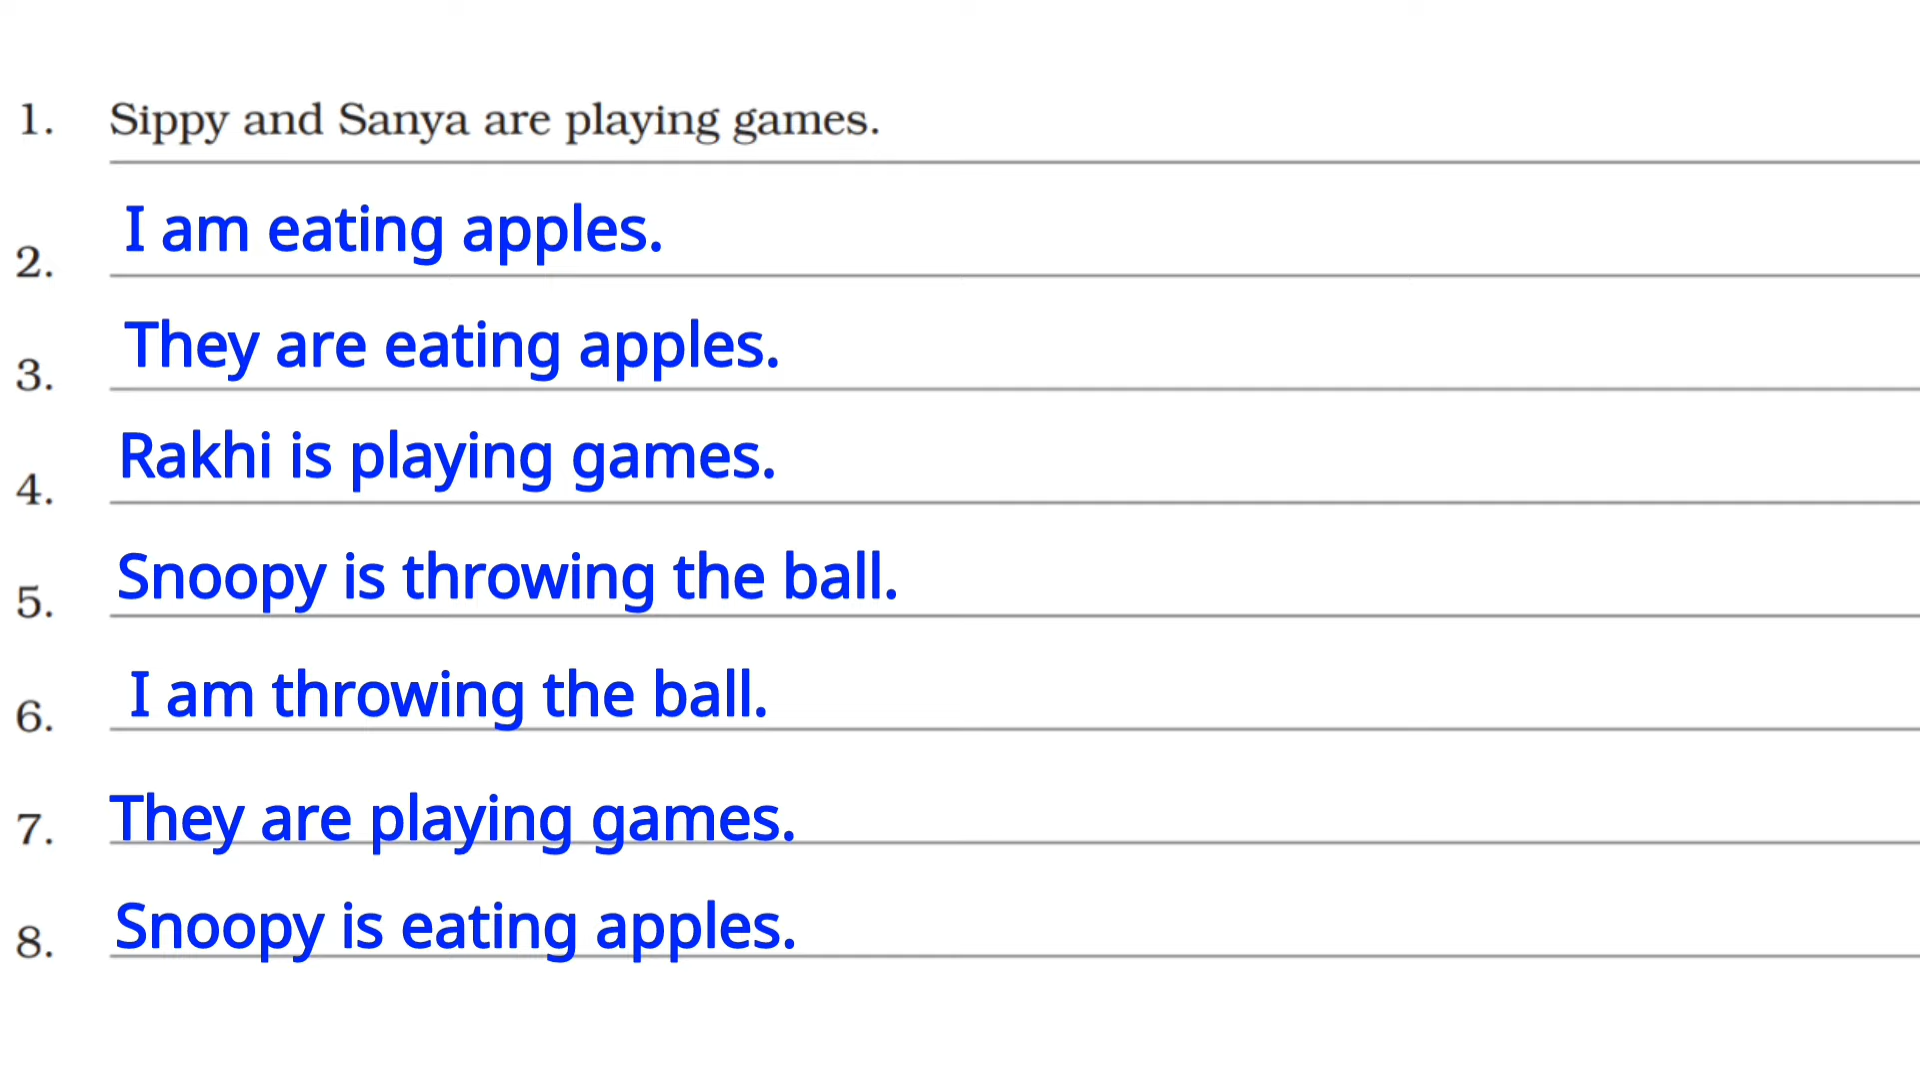 1. Sippy and Sanya are playing games.
2. I am eating apples.
3. They are eating apples.
4. Rakhi is playing games.
5. Snoopy is throwing the ball.
6. I am throwing the ball.
7. They are playing games.
8. Snoopy is eating apples.